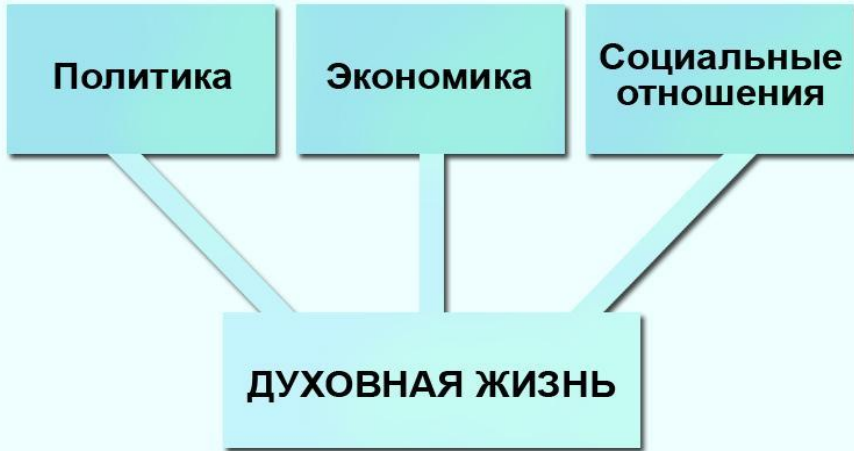 Политика
Экономика
Социальные
отношения
ДУХОВНАЯ ЖИЗНЬ